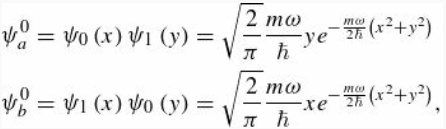 ψ_a^0 = ψ_0 (x) ψ_1 (y) = √(2/π) (mω/ħ) y e^{−(mω/2ħ)(x²+y²)}
ψ_b^0 = ψ_1 (x) ψ_0 (y) = √(2/π) (mω/ħ) x e^{−(mω/2ħ)(x²+y²)},